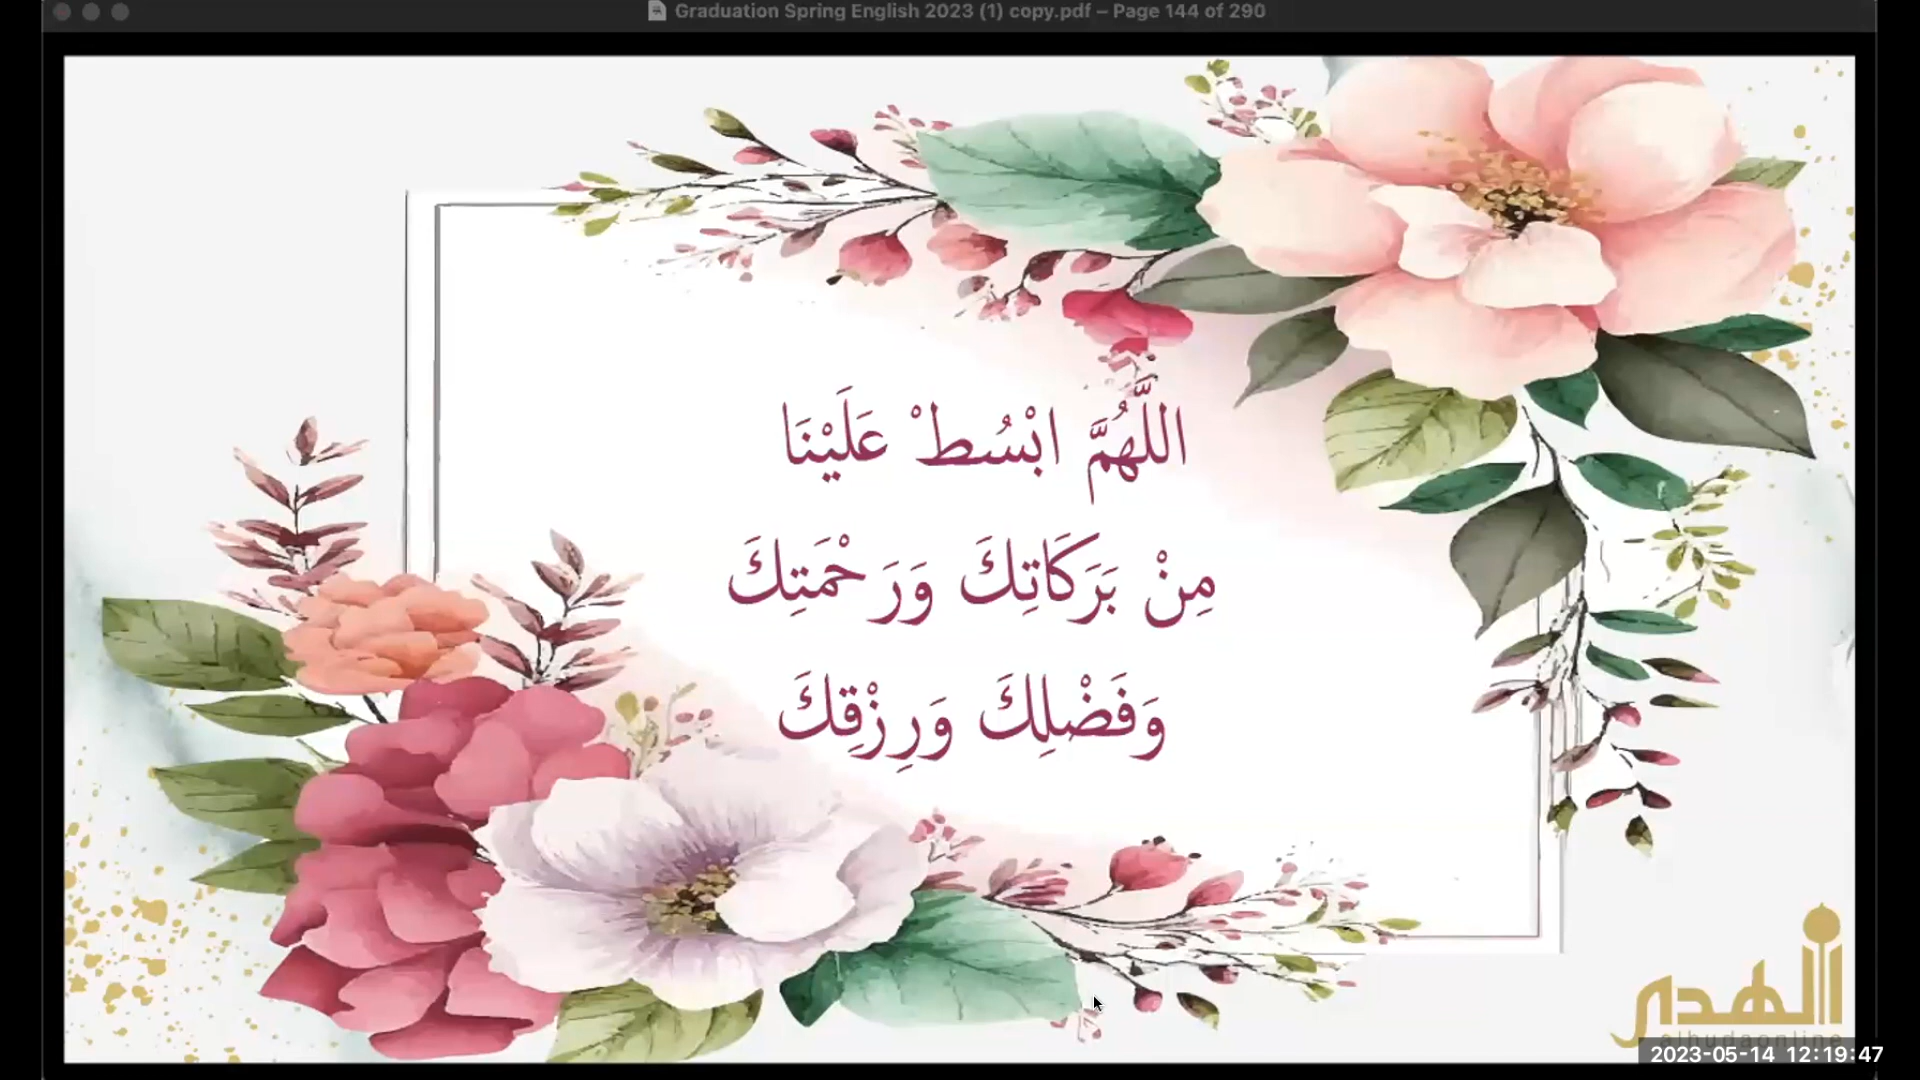 Graduation Spring English 2023 (1) copy.pdf – Page 144 of 290
اللَّهُمَّ ابْسُطْ عَلَيْنَا
مِنْ بَرَكَاتِكَ وَرَحْمَتِكَ
وَفَضْلِكَ وَرِزْقِكَ
الهدى
alhudaonline
2023-05-14 12:19:47